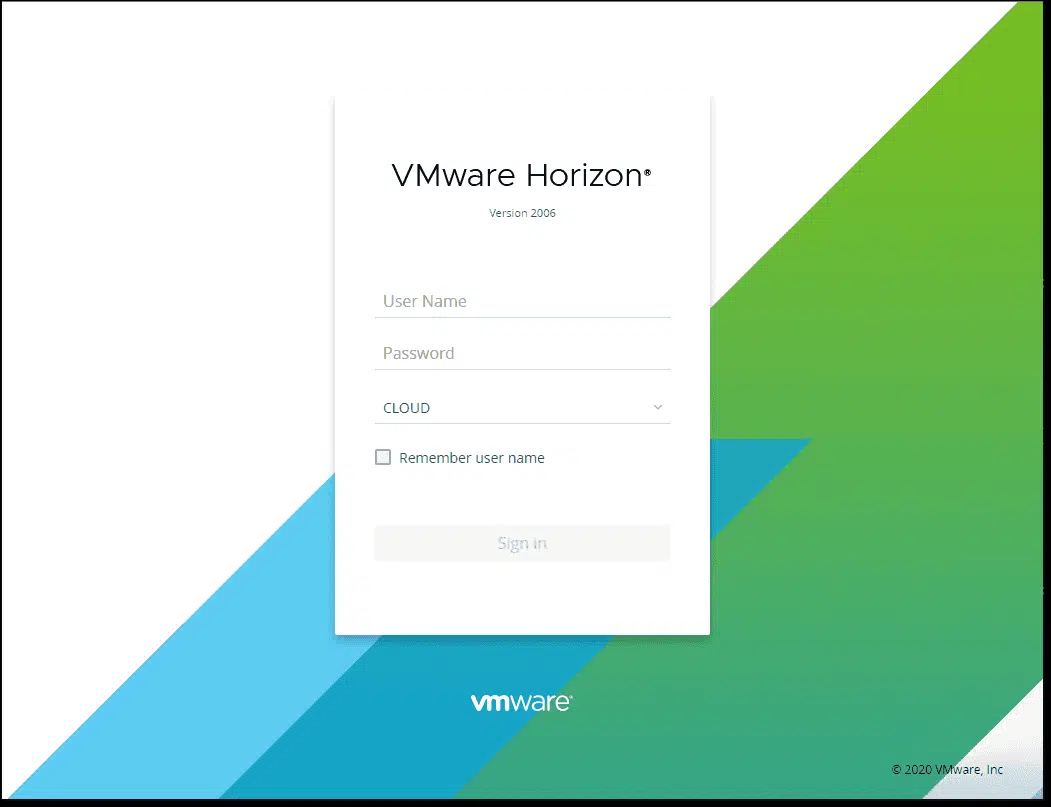 VMware Horizon®
Version 2006
User Name
Password
CLOUD
Remember user name
Sign in
vmware®
© 2020 VMware, Inc